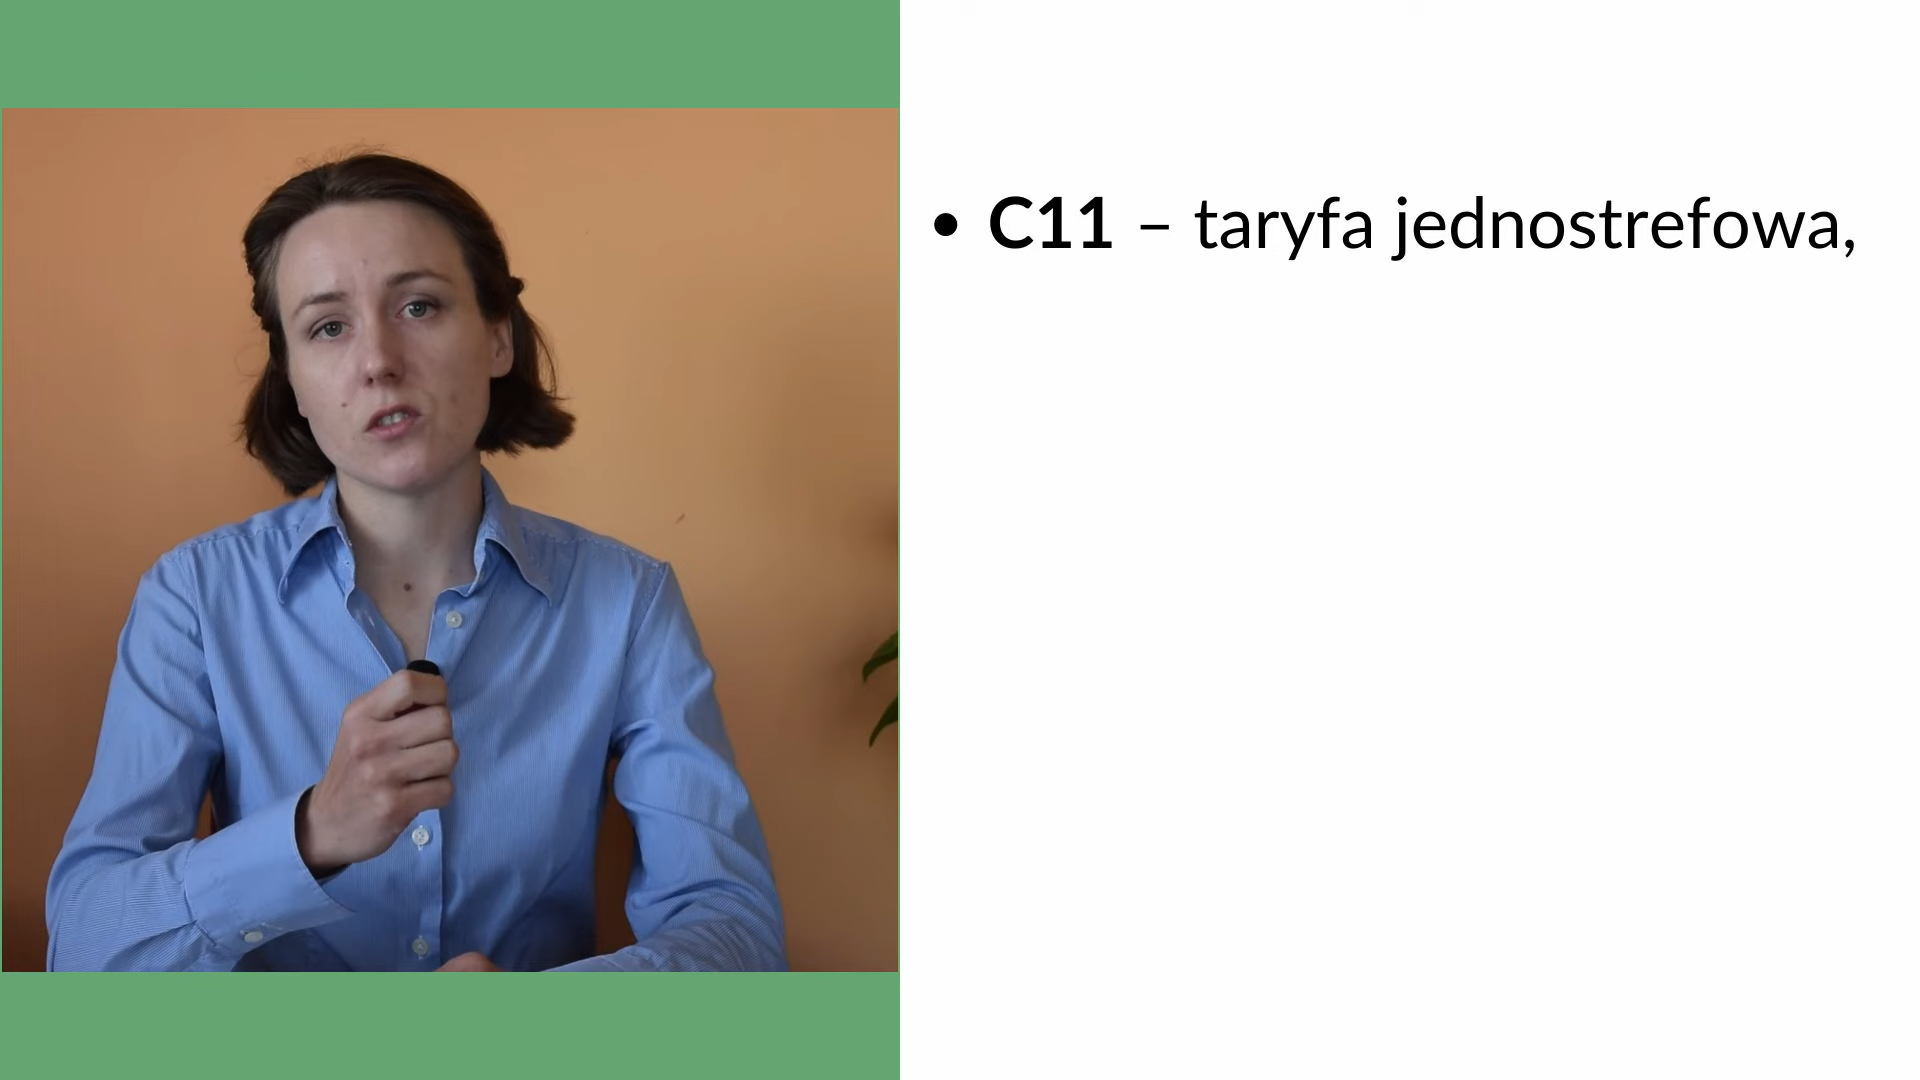 • C11 – taryfa jednostrefowa,